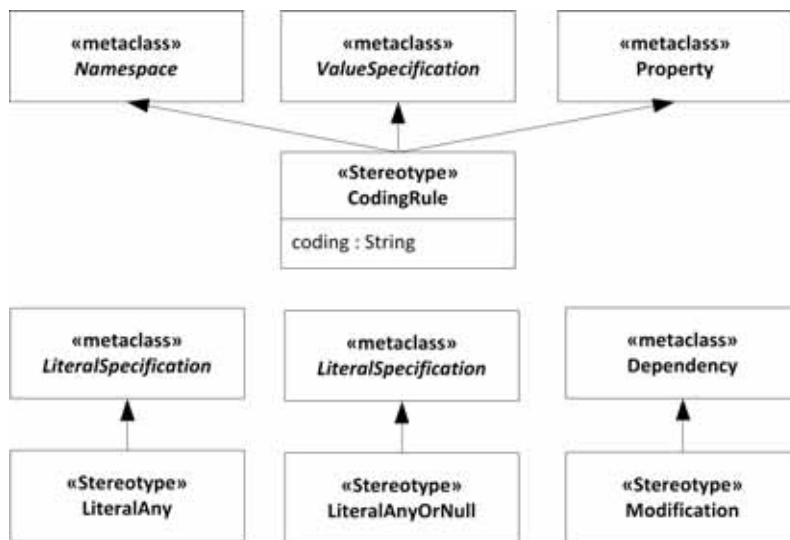 «metaclass»
Namespace
«metaclass»
ValueSpecification
«metaclass»
Property
«Stereotype»
CodingRule
coding : String
«metaclass»
LiteralSpecification
«metaclass»
LiteralSpecification
«metaclass»
Dependency
«Stereotype»
LiteralAny
«Stereotype»
LiteralAnyOrNull
«Stereotype»
Modification